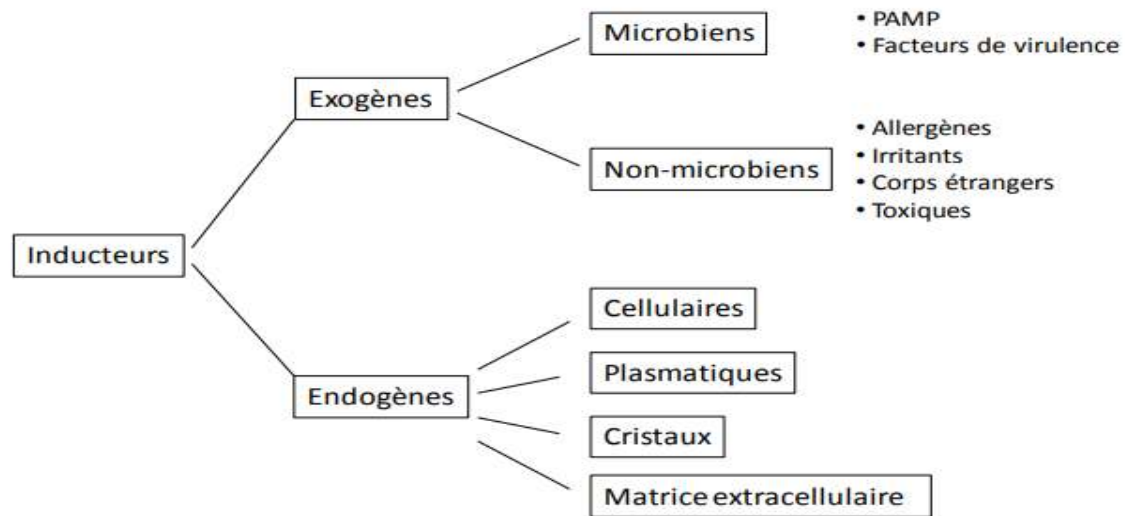 Inducteurs
Exogènes
Microbiens
• PAMP
• Facteurs de virulence
Non-microbiens
• Allergènes
• Irritants
• Corps étrangers
• Toxiques
Endogènes
Cellulaires
Plasmatiques
Cristaux
Matrice extracellulaire